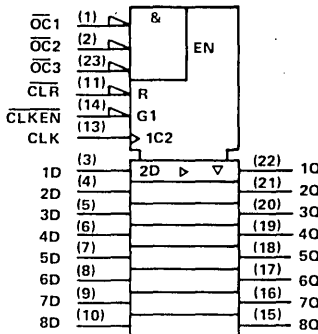 &
OC1 (1)
OC2 (2) EN
OC3 (23)
CLR (11) R
CLKEN (14) G1
CLK (13) 1C2
1D (3) 2D (22) 1Q
2D (4) (21) 2Q
3D (5) (20) 3Q
4D (6) (19) 4Q
5D (7) (18) 5Q
6D (8) (17) 6Q
7D (9) (16) 7Q
8D (10) (15) 8Q